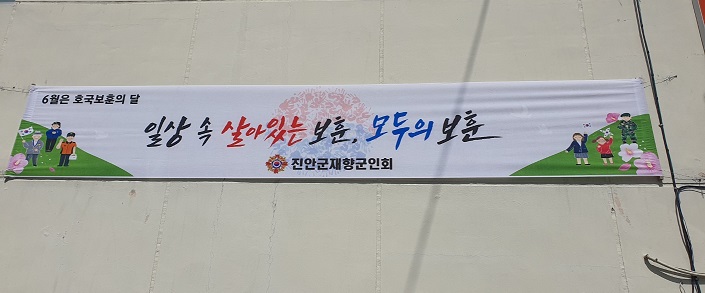 6월은 호국보훈의 달
일상 속 살아있는 보훈, 모두의 보훈
진안군재향군인회